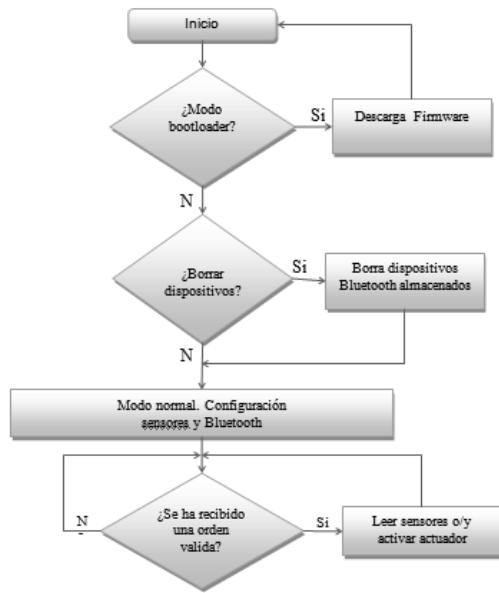 Inicio
¿Modo
bootloader?
Si
Descarga Firmware
N
¿Borrar
dispositivos?
Si
Borra dispositivos
Bluetooth almacenados
N
Modo normal. Configuración
sensores y Bluetooth
¿Se ha recibido
una orden
valida?
N
Si
Leer sensores o/y
activar actuador